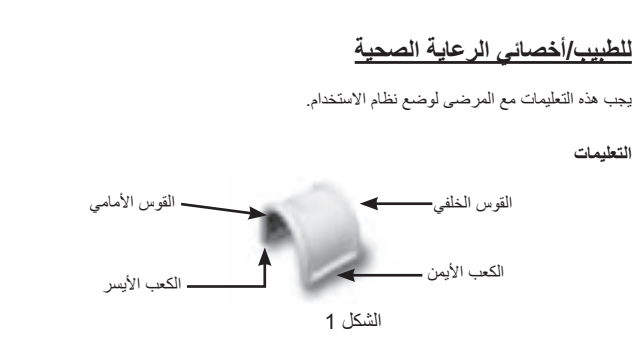 للطبيب/أخصائي الرعاية الصحية
يجب هذه التعليمات مع المرضى لوضع نظام الاستخدام.
التعليمات
القوس الخلفي
القوس الأمامي
الكعب الأيمن
الكعب الأيسر
الشكل 1